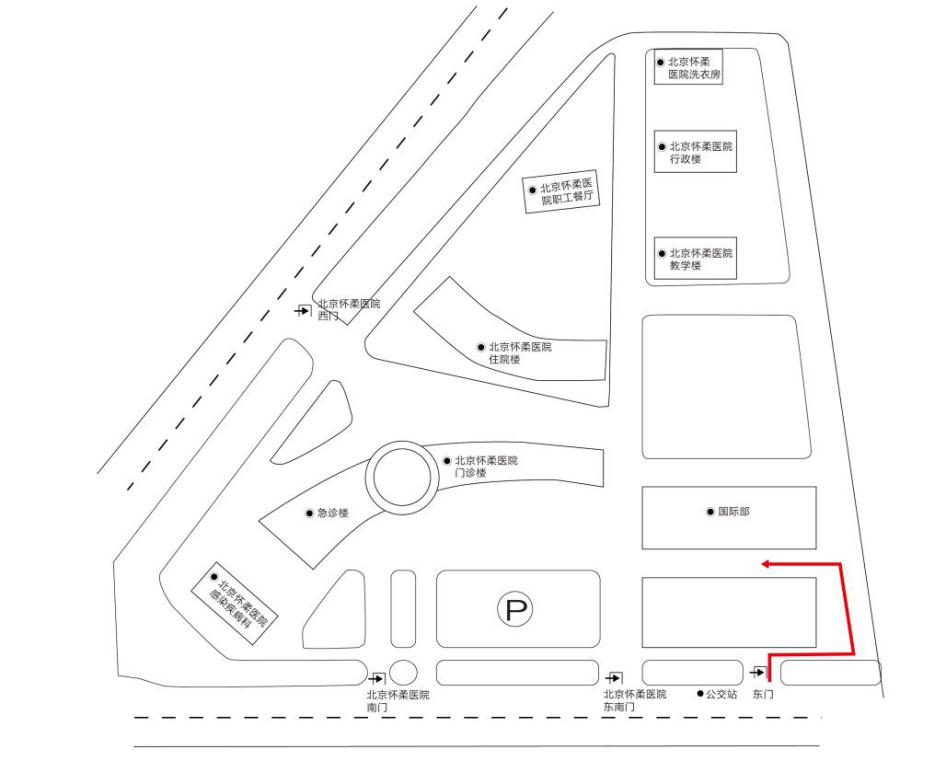 北京怀柔
医院洗衣房
北京怀柔医院
行政楼
北京怀柔医
院职工餐厅
北京怀柔医院
教学楼
北京怀柔医院
西门
北京怀柔医院
住院楼
北京怀柔医院
门诊楼
急诊楼
国际部
北京怀柔医院
感染疾病科
P
北京怀柔医院
南门
北京怀柔医院
东南门
公交站
东门